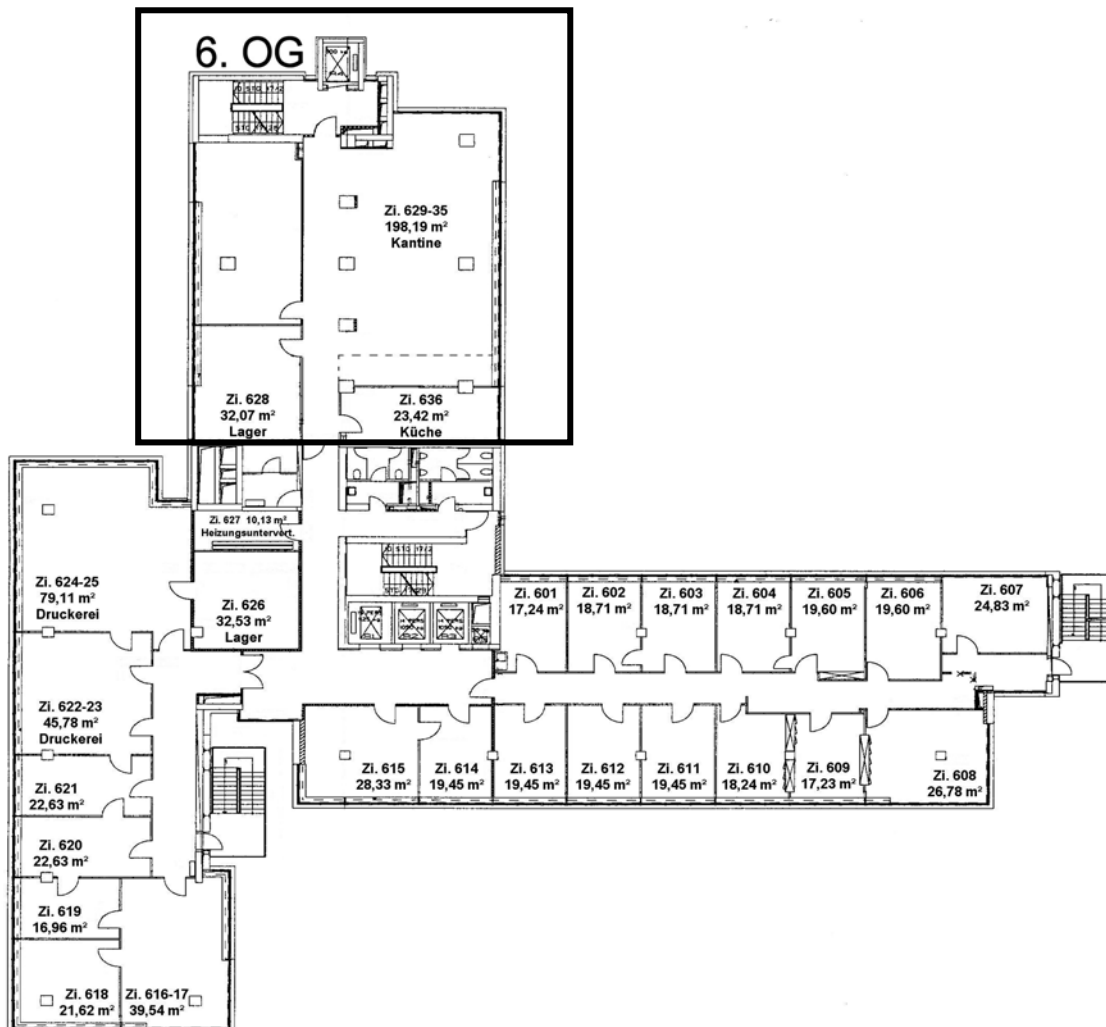 6. OG
Zi. 629-35
198,19 m²
Kantine
Zi. 628
32,07 m²
Lager
Zi. 636
23,42 m²
Küche
Zi. 627 10,13 m²
Heizungsuntervert.
Zi. 624-25
79,11 m²
Druckerei
Zi. 626
32,53 m²
Lager
Zi. 601
17,24 m²
Zi. 602
18,71 m²
Zi. 603
18,71 m²
Zi. 604
18,71 m²
Zi. 605
19,60 m²
Zi. 606
19,60 m²
Zi. 607
24,83 m²
Zi. 622-23
45,78 m²
Druckerei
Zi. 615
28,33 m²
Zi. 614
19,45 m²
Zi. 613
19,45 m²
Zi. 612
19,45 m²
Zi. 611
19,45 m²
Zi. 610
18,24 m²
Zi. 609
17,23 m²
Zi. 608
26,78 m²
Zi. 621
22,63 m²
Zi. 620
22,63 m²
Zi. 619
16,96 m²
Zi. 618
21,62 m²
Zi. 616-17
39,54 m²